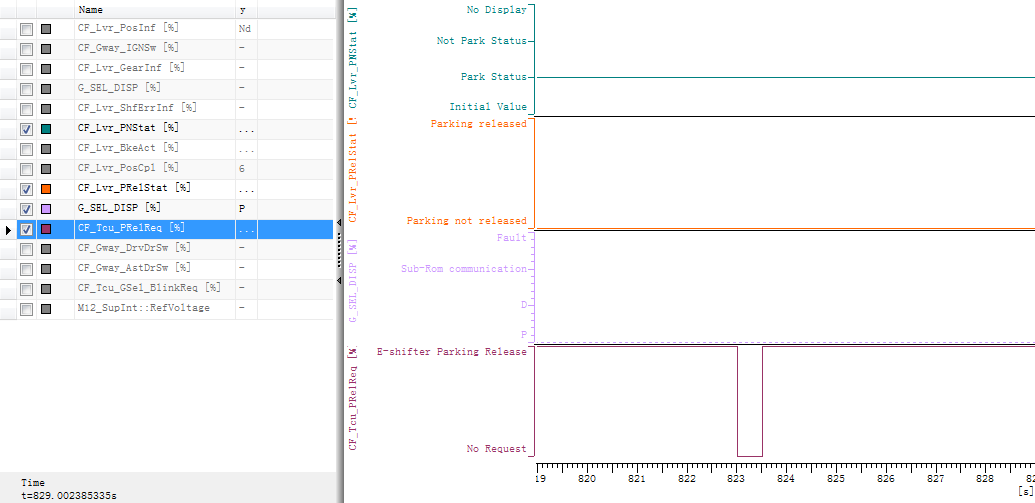 Name y
CF_Lvr_PosInf [%] Nd
CF_Gway_IGNSw [%] -
CF_Lvr_GearInf [%] -
G_SEL_DISP [%] -
CF_Lvr_ShfErrInf [%] -
CF_Lvr_PNStat [%] ...
CF_Lvr_BkeAct [%] ...
CF_Lvr_PosCpl [%] 6
CF_Lvr_PRelStat [%] ...
G_SEL_DISP [%] P
CF_Tcu_PRelReq [%] ...
CF_Gway_DrvDrSw [%] -
CF_Gway_AstDrSw [%] -
CF_Tcu_GSel_BlinkReq [%] -
M12_SupInt::RefVoltage -
Time
t=829.002385335s
CF_Lvr_PNStat [%]
No Display
Not Park Status
Park Status
Initial Value
CF_Lvr_PRelStat [%
Parking released
Parking not released
G_SEL_DISP [%]
Fault
Sub-Rom communication
D
P
CF_Tcu_PRelReq [%
E-shifter Parking Release
No Request
19 820 821 822 823 824 825 826 827 828 82
[s]